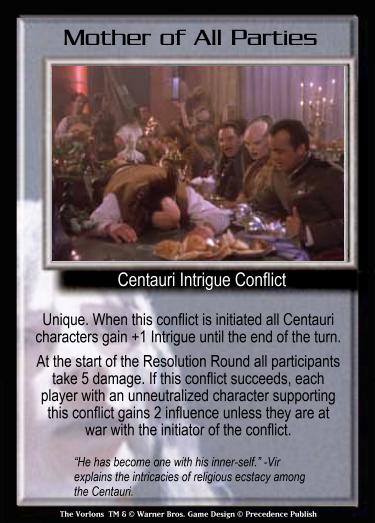 Mother of All Parties
Centauri Intrigue Conflict
Unique. When this conflict is initiated all Centauri
characters gain +1 Intrigue until the end of the turn.
At the start of the Resolution Round all participants
take 5 damage. If this conflict succeeds, each
player with an unneutralized character supporting
this conflict gains 2 influence unless they are at
war with the initiator of the conflict.
"He has become one with his inner-self." -Vir
explains the intricacies of religious ecstacy among
the Centauri.
The Vorlons TM & © Warner Bros. Game Design © Precedence Publish